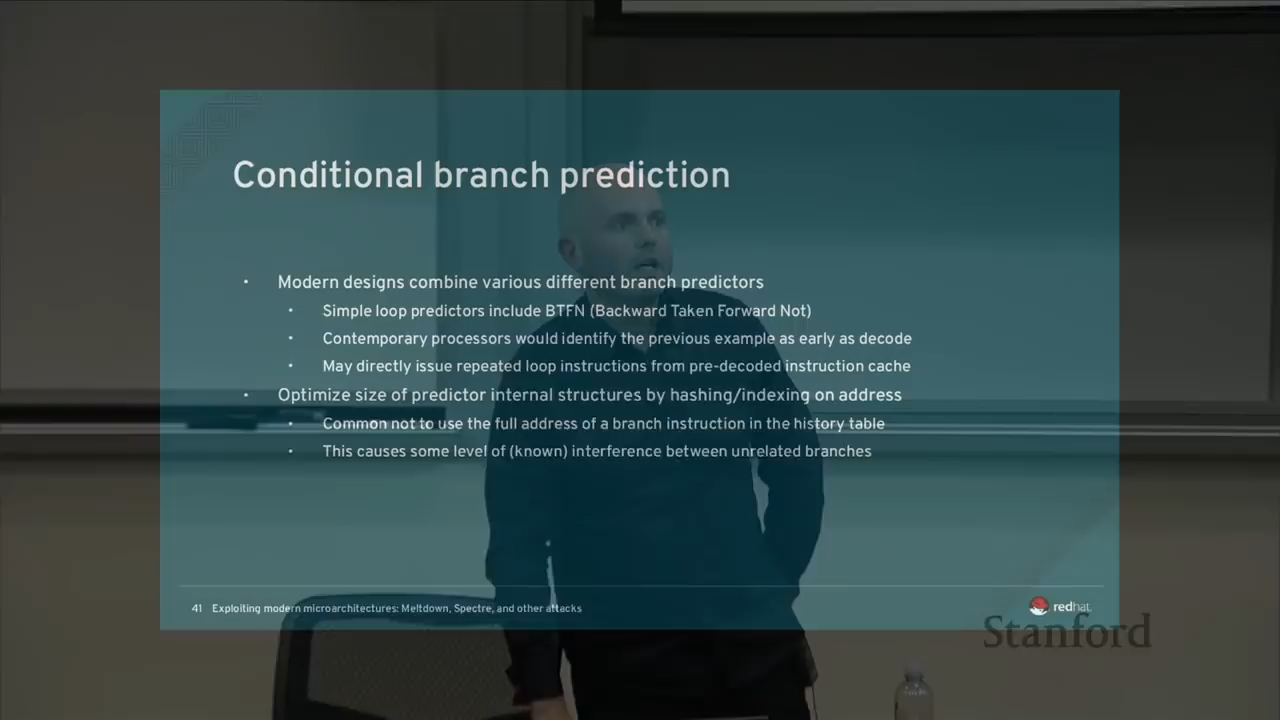 Conditional branch prediction
• Modern designs combine various different branch predictors
• Simple loop predictors include BTFN (Backward Taken Forward Not)
• Contemporary processors would identify the previous example as early as decode
• May directly issue repeated loop instructions from pre-decoded instruction cache
• Optimize size of predictor internal structures by hashing/indexing on address
• Common not to use the full address of a branch instruction in the history table
• This causes some level of (known) interference between unrelated branches
41 Exploiting modern microarchitectures: Meltdown, Spectre, and other attacks
redhat.
Stanford